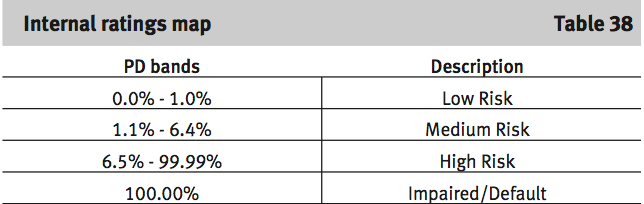 Internal ratings map Table 38
PD bands Description
0.0% - 1.0% Low Risk
1.1% - 6.4% Medium Risk
6.5% - 99.99% High Risk
100.00% Impaired/Default